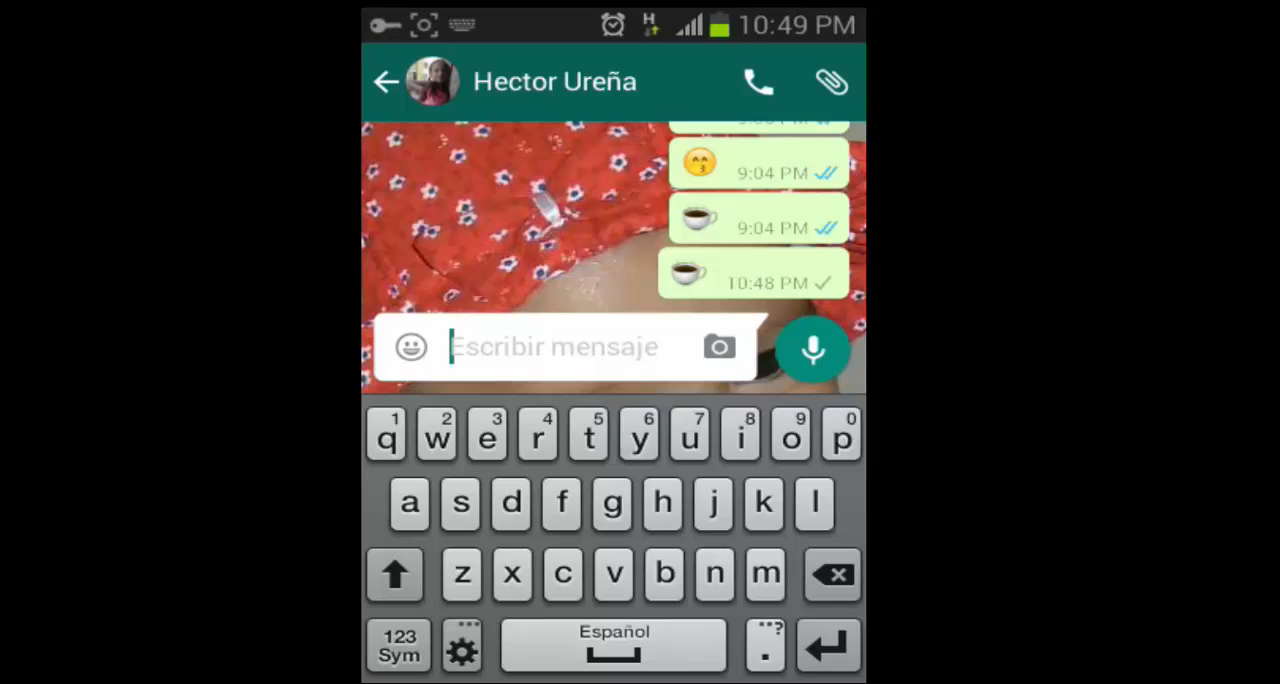 H
10:49 PM
Hector Ureña
9:04 PM
9:04 PM
10:48 PM
Escribir mensaje
1 2 3 4 5 6 7 8 9 0
q w e r t y u i o p
a s d f g h j k l
z x c v b n m
123
Sym
Español
. ?